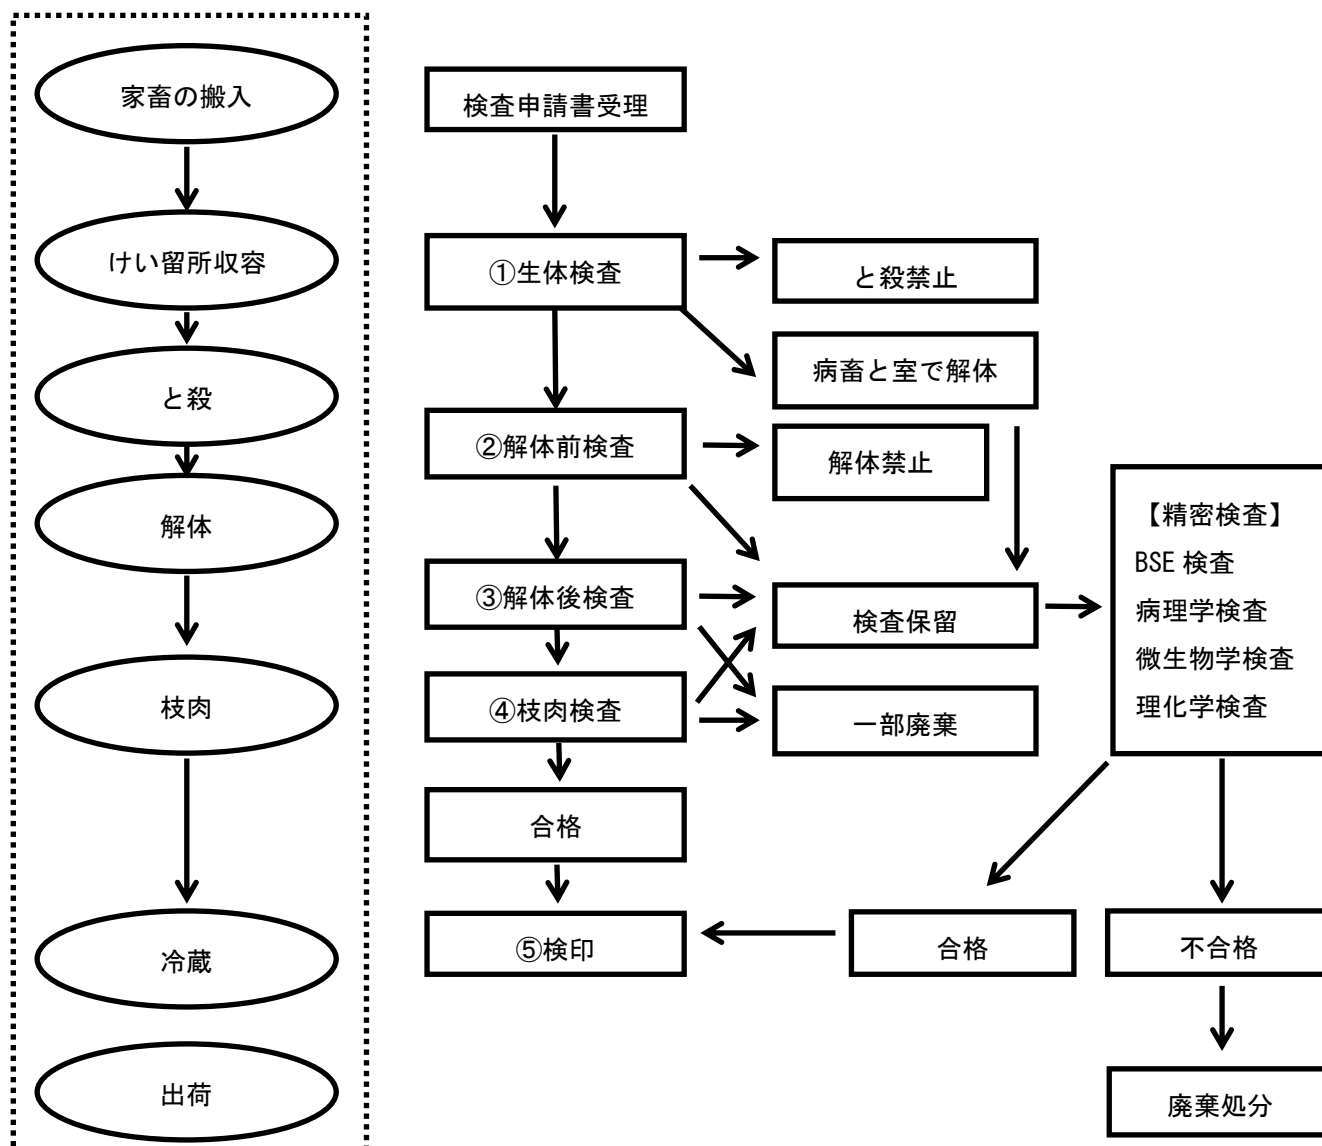 家畜の搬入
けい留所収容
と殺
解体
枝肉
冷蔵
出荷
検査申請書受理
①生体検査
と殺禁止
病畜と室で解体
②解体前検査
解体禁止
③解体後検査
検査保留
④枝肉検査
一部廃棄
【精密検査】
BSE 検査
病理学検査
微生物学検査
理化学検査
合格
⑤検印
合格
不合格
廃棄処分